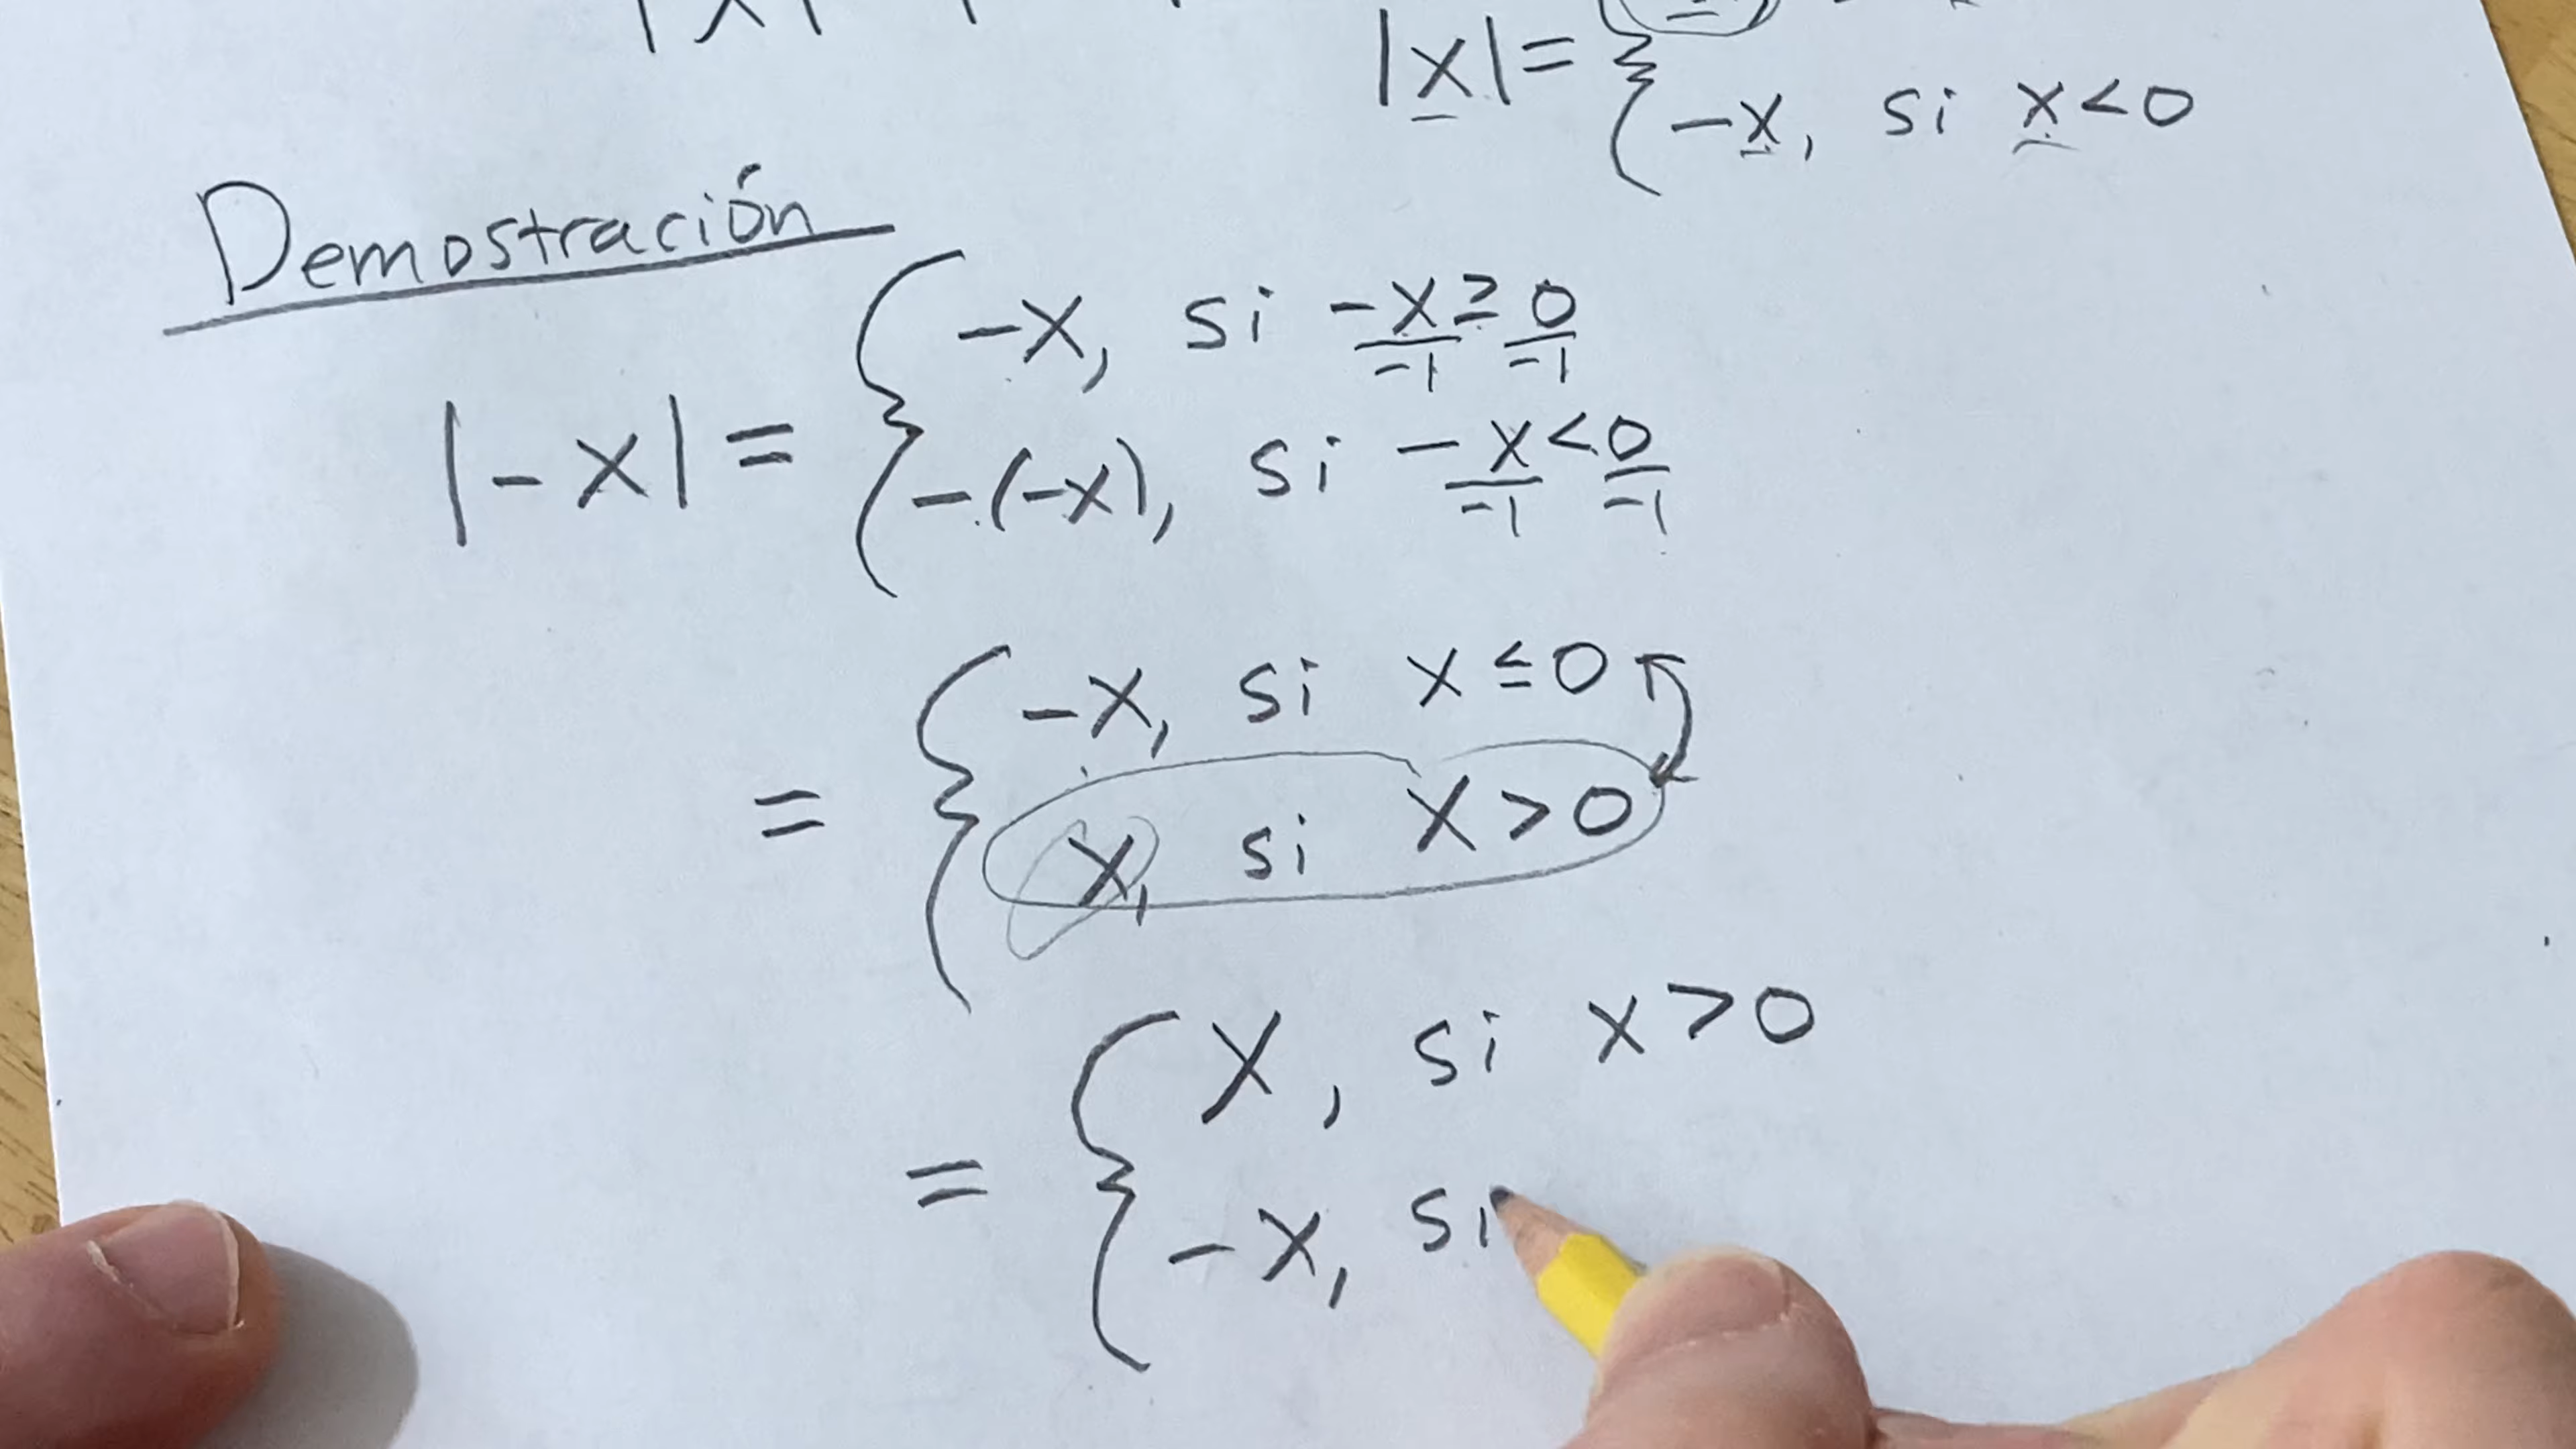 |x|=
{ -x, si x<0
Demostración
|-x| = { -x, si -x/-1 ≥ 0/-1
-(-x), si -x/-1 < 0/-1
= { -x, si x ≤ 0
x, si x > 0
= { x, si x > 0
-x, si